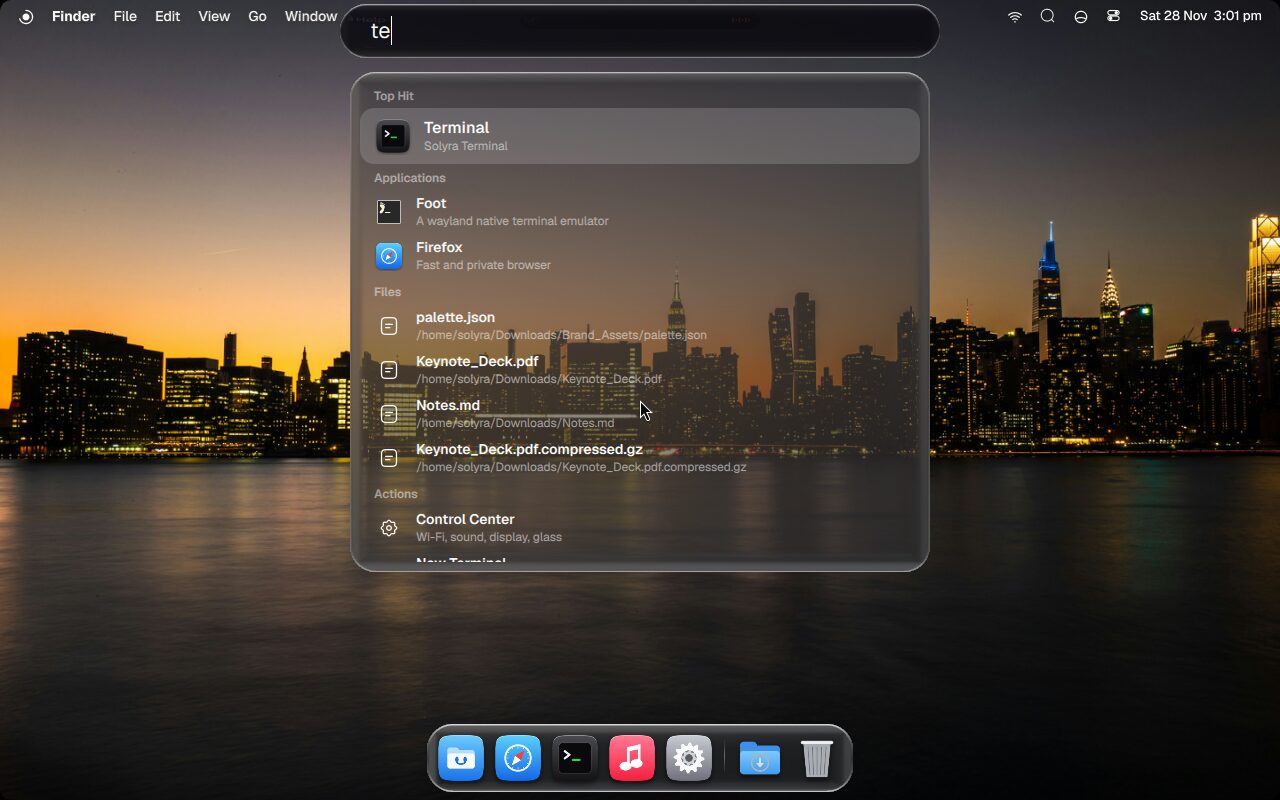 Finder File Edit View Go Window
Sat 28 Nov 3:01 pm
te
Top Hit
Terminal
Solyra Terminal
Applications
Foot
A wayland native terminal emulator
Firefox
Fast and private browser
Files
palette.json
/home/solyra/Downloads/Brand_Assets/palette.json
Keynote_Deck.pdf
/home/solyra/Downloads/Keynote_Deck.pdf
Notes.md
/home/solyra/Downloads/Notes.md
Keynote_Deck.pdf.compressed.gz
/home/solyra/Downloads/Keynote_Deck.pdf.compressed.gz
Actions
Control Center
Wi-Fi, sound, display, glass
New Terminal